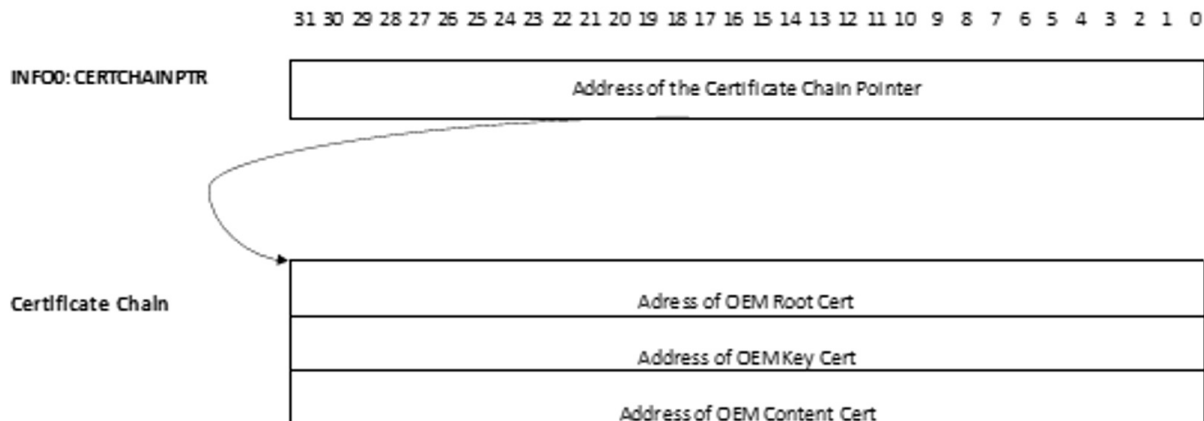 31 30 29 28 27 26 25 24 23 22 21 20 19 18 17 16 15 14 13 12 11 10 9 8 7 6 5 4 3 2 1 0
INFO0: CERTCHAINPTR
Address of the Certificate Chain Pointer
Certificate Chain
Adress of OEM Root Cert
Address of OEM Key Cert
Address of OEM Content Cert